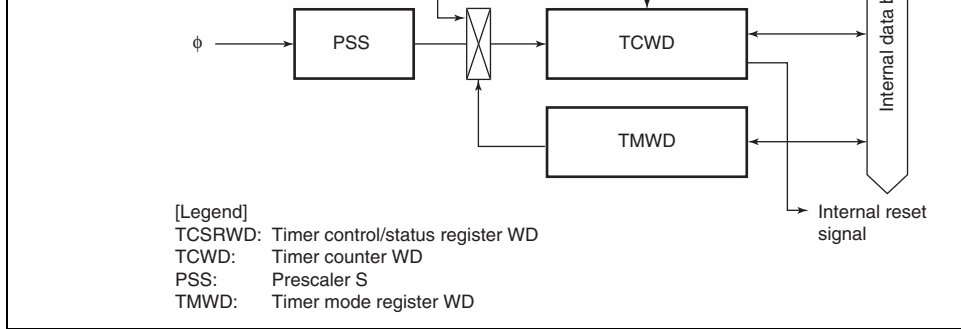 φ
PSS
TCWD
Internal data b
TMWD
[Legend]
TCSRWD: Timer control/status register WD
TCWD: Timer counter WD
PSS: Prescaler S
TMWD: Timer mode register WD
Internal reset
signal